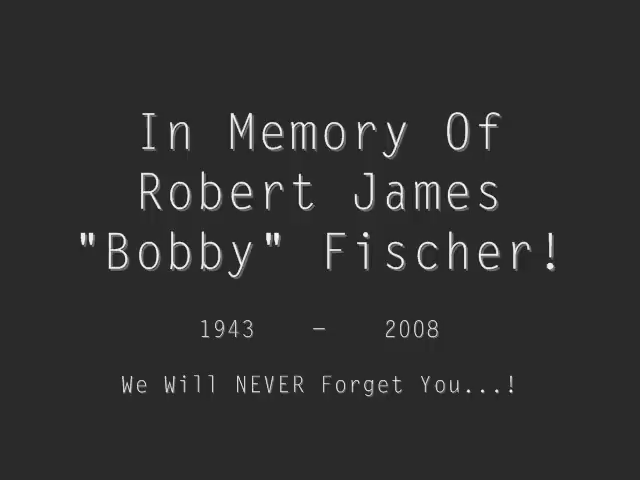 In Memory Of
Robert James
"Bobby" Fischer!
1943 - 2008
We Will NEVER Forget You...!